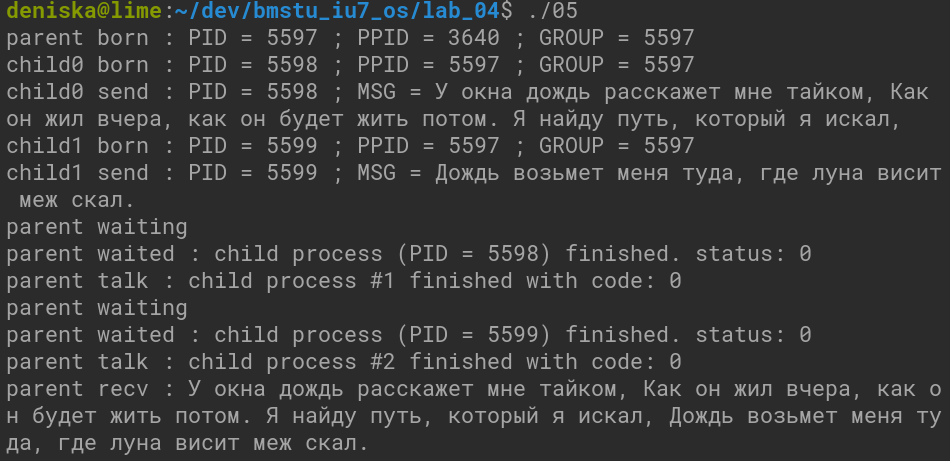 deniska@lime:~/dev/bmstu_iu7_os/lab_04$ ./05
parent born : PID = 5597 ; PPID = 3640 ; GROUP = 5597
child0 born : PID = 5598 ; PPID = 5597 ; GROUP = 5597
child0 send : PID = 5598 ; MSG = У окна дождь расскажет мне тайком, Как
он жил вчера, как он будет жить потом. Я найду путь, который я искал,
child1 born : PID = 5599 ; PPID = 5597 ; GROUP = 5597
child1 send : PID = 5599 ; MSG = Дождь возьмет меня туда, где луна висит
 меж скал.
parent waiting
parent waited : child process (PID = 5598) finished. status: 0
parent talk : child process #1 finished with code: 0
parent waiting
parent waited : child process (PID = 5599) finished. status: 0
parent talk : child process #2 finished with code: 0
parent recv : У окна дождь расскажет мне тайком, Как он жил вчера, как о
н будет жить потом. Я найду путь, который я искал, Дождь возьмет меня ту
да, где луна висит меж скал.